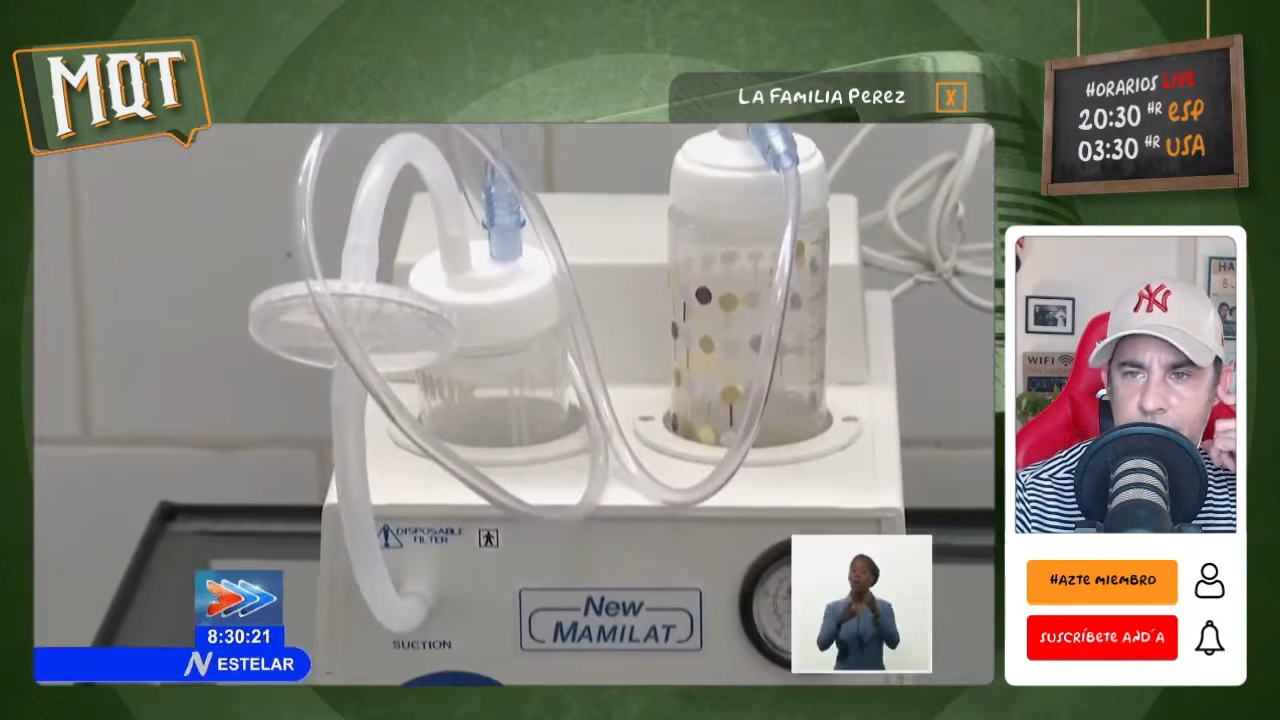 MQT
LA FAMILIA PEREZ
X
HORARIOS LIVE
20:30 HR ESP
03:30 HR USA
NY
WIFI
DISPOSABLE
FILTER
New
MAMILAT
SUCTION
8:30:21
N ESTELAR
HAZTE MIEMBRO
SUSCRÍBETE AND´A